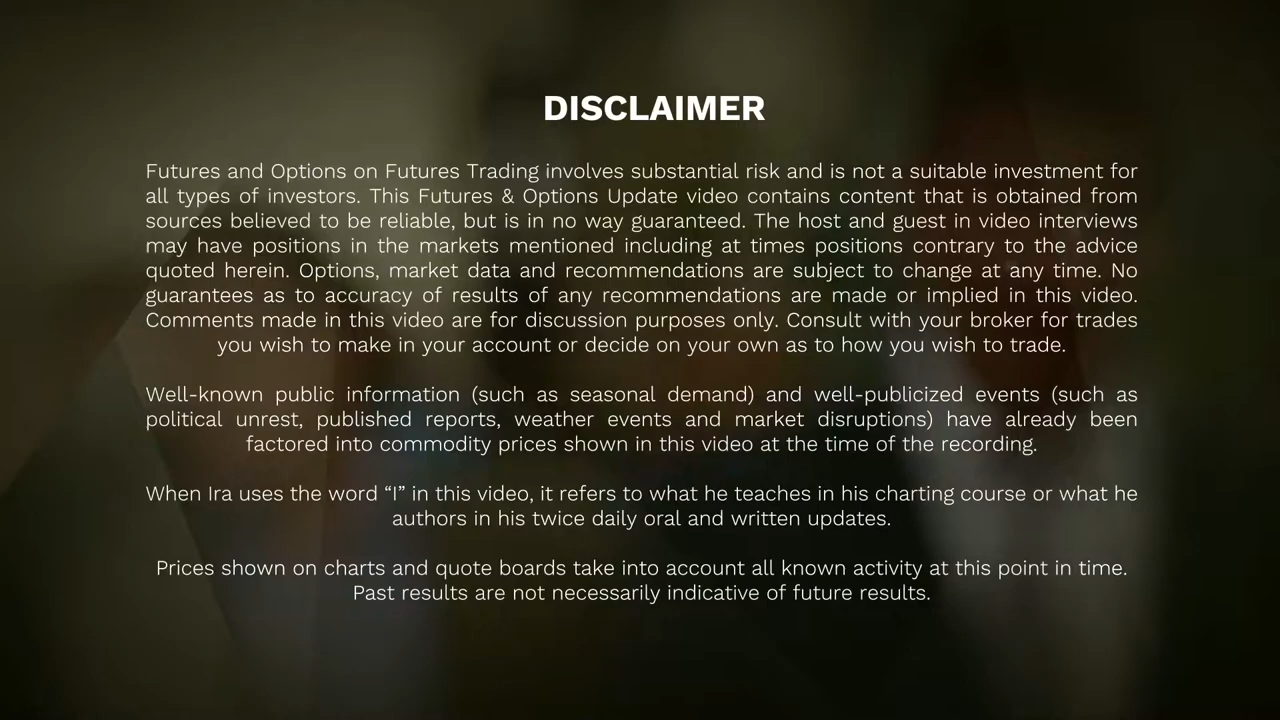 DISCLAIMER
Futures and Options on Futures Trading involves substantial risk and is not a suitable investment for
all types of investors. This Futures & Options Update video contains content that is obtained from
sources believed to be reliable, but is in no way guaranteed. The host and guest in video interviews
may have positions in the markets mentioned including at times positions contrary to the advice
quoted herein. Options, market data and recommendations are subject to change at any time. No
guarantees as to accuracy of results of any recommendations are made or implied in this video.
Comments made in this video are for discussion purposes only. Consult with your broker for trades
you wish to make in your account or decide on your own as to how you wish to trade.
Well-known public information (such as seasonal demand) and well-publicized events (such as
political unrest, published reports, weather events and market disruptions) have already been
factored into commodity prices shown in this video at the time of the recording.
When Ira uses the word “I” in this video, it refers to what he teaches in his charting course or what he
authors in his twice daily oral and written updates.
Prices shown on charts and quote boards take into account all known activity at this point in time.
Past results are not necessarily indicative of future results.